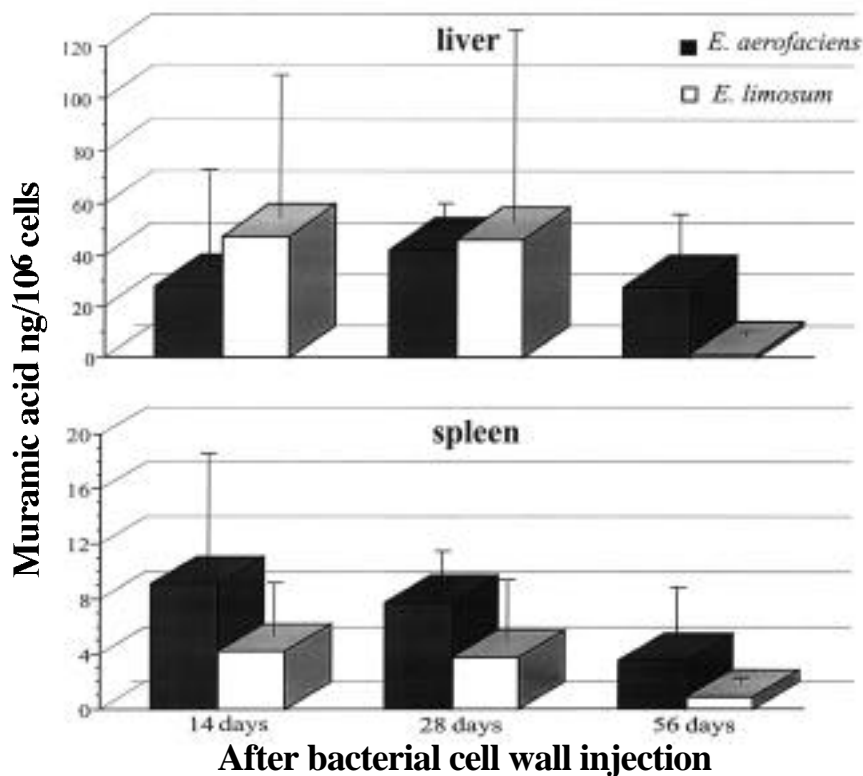 liver
E. aerofaciens
E. limosum
120
100
80
60
40
20
0
Muramic acid ng/10⁶ cells
spleen
20
16
12
8
4
0
14 days 28 days 56 days
After bacterial cell wall injection